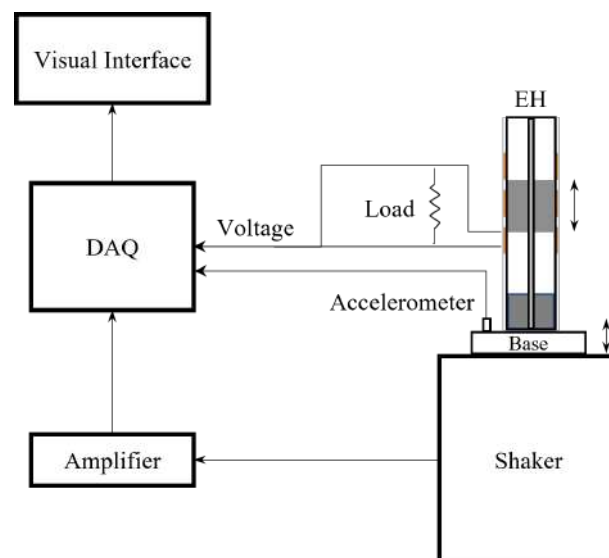 Visual Interface
EH
Load
Voltage
DAQ
Accelerometer
Base
Amplifier
Shaker